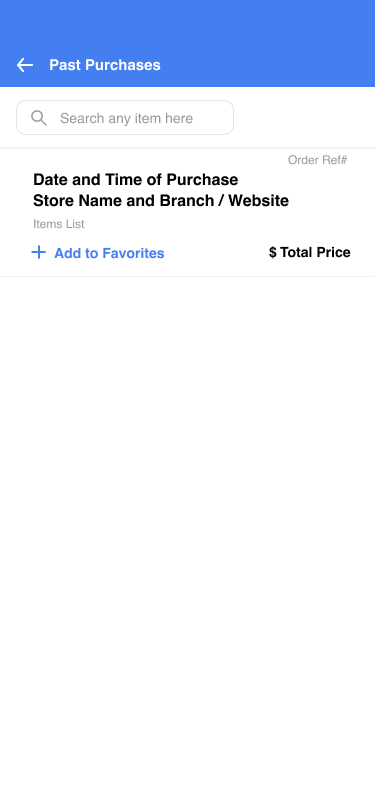 Past Purchases
Search any item here
Order Ref#
Date and Time of Purchase
Store Name and Branch / Website
Items List
Add to Favorites
$ Total Price